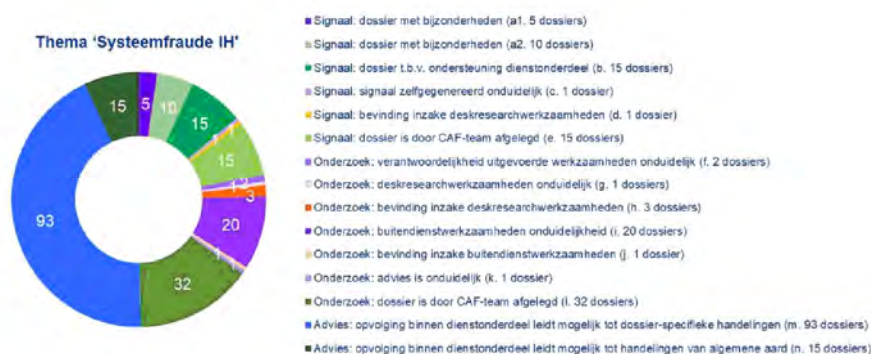 Thema 'Systeemfraude IH'
5
10
15
1
1
15
2
1
3
20
1
1
32
93
15
Signaal: dossier met bijzonderheden (a1. 5 dossiers)
Signaal: dossier met bijzonderheden (a2. 10 dossiers)
Signaal: dossier t.b.v. ondersteuning dienstonderdeel (b. 15 dossiers)
Signaal: signaal zelfgegenereerd onduidelijk (c. 1 dossier)
Signaal: bevinding inzake deskresearchwerkzaamheden (d. 1 dossier)
Signaal: dossier is door CAF-team afgelegd (e. 15 dossiers)
Onderzoek: verantwoordelijkheid uitgevoerde werkzaamheden onduidelijk (f. 2 dossiers)
Onderzoek: deskresearchwerkzaamheden onduidelijk (g. 1 dossiers)
Onderzoek: bevinding inzake deskresearchwerkzaamheden (h. 3 dossiers)
Onderzoek: buitendienstwerkzaamheden onduidelijkheid (i. 20 dossiers)
Onderzoek: bevinding inzake buitendienstwerkzaamheden (j. 1 dossier)
Onderzoek: advies is onduidelijk (k. 1 dossier)
Onderzoek: dossier is door CAF-team afgelegd (l. 32 dossiers)
Advies: opvolging binnen dienstonderdeel leidt mogelijk tot dossier-specifieke handelingen (m. 93 dossiers)
Advies: opvolging binnen dienstonderdeel leidt mogelijk tot handelingen van algemene aard (n. 15 dossiers)